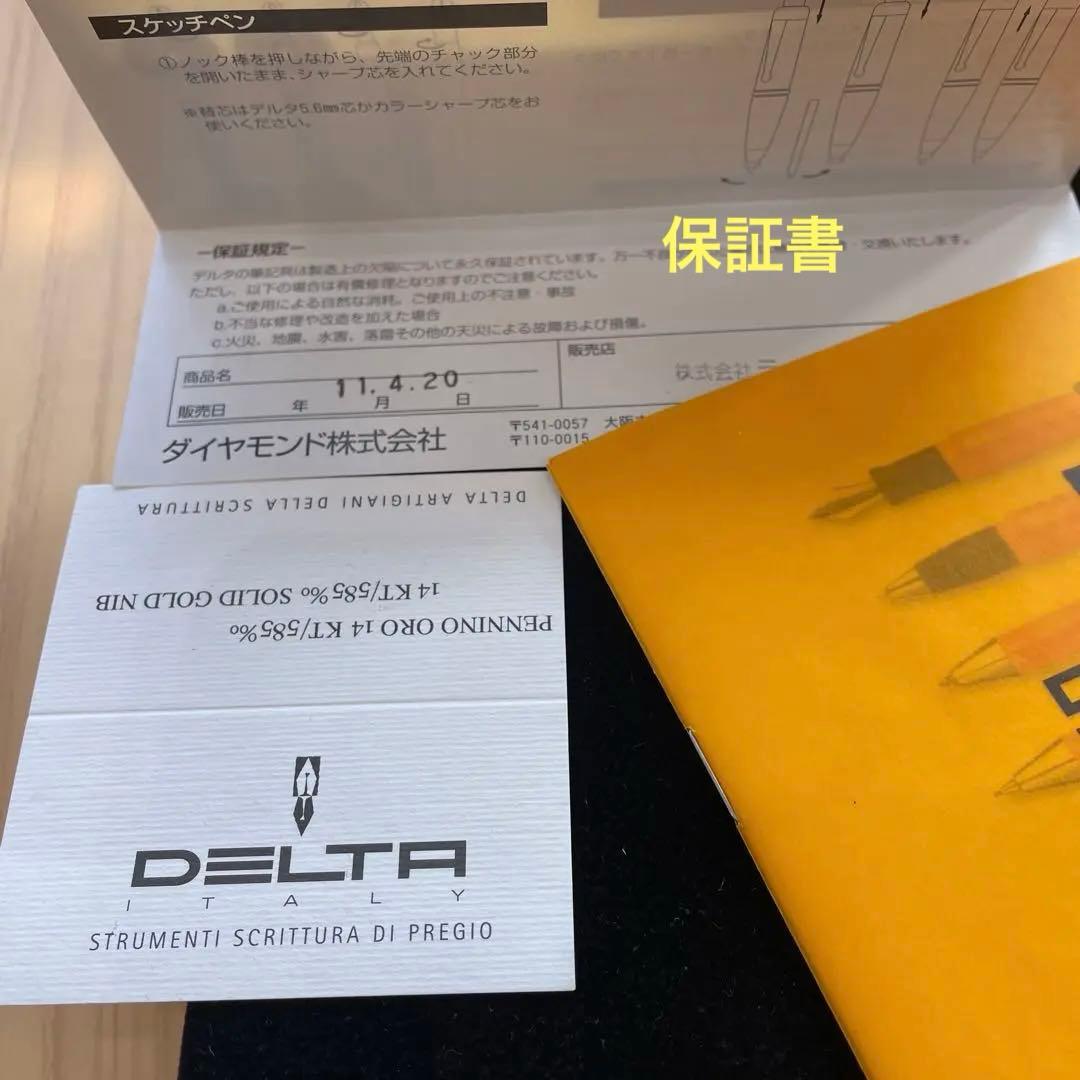 スケッチペン
①ノック棒を押しながら、先端のチャック部分
を開いたまま、シャープ芯を入れてください。
※替芯はデルタ5.6mm芯かカラーシャープ芯をお
使いください。
保証書
ー保証規定ー
デルタの筆記具は製造上の欠陥について永久保証されています。万一不 ・交換いたします。
ただし、以下の場合は有償修理となりますのでご注意ください。
a.ご使用による自然な消耗。ご使用上の不注意・事故
b.不当な修理や改造を加えた場合
c.火災、地震、水害、落雷その他の天災による故障および損傷。
商品名
販売店
株式会社
11.4.20
販売日 年 月 日
ダイヤモンド株式会社
〒541-0057 大阪
〒110-0015
DELTA ARTIGIANI DELLA SCRITTURA
PENNINO ORO 14 KT/585‰
14 KT/585‰ SOLID GOLD NIB
DELTA
ITALY
STRUMENTI SCRITTURA DI PREGIO